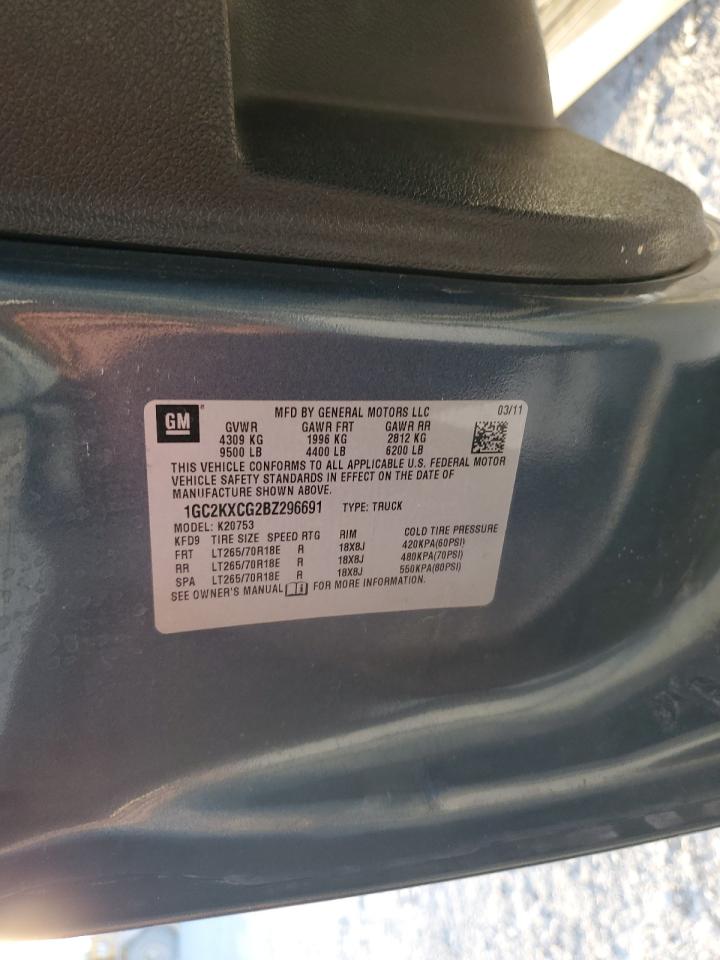 GM MFD BY GENERAL MOTORS LLC 03/11
GVWR GAWR FRT GAWR RR
4309 KG 1996 KG 2812 KG
9500 LB 4400 LB 6200 LB
THIS VEHICLE CONFORMS TO ALL APPLICABLE U.S. FEDERAL MOTOR
VEHICLE SAFETY STANDARDS IN EFFECT ON THE DATE OF
MANUFACTURE SHOWN ABOVE.
1GC2KXCG2BZ296691 TYPE: TRUCK
MODEL: K20753
KFD9 TIRE SIZE SPEED RTG RIM COLD TIRE PRESSURE
FRT LT265/70R18E R 18X8J 420KPA(60PSI)
RR LT265/70R18E R 18X8J 480KPA(70PSI)
SPA LT265/70R18E R 18X8J 550KPA(80PSI)
SEE OWNER'S MANUAL FOR MORE INFORMATION.